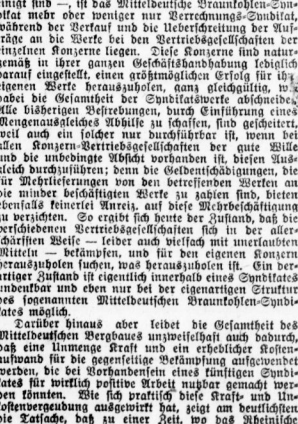 einigt sind —, ist das Mitteldeutsche Braunkohlen-Syn-
dikat mehr oder weniger nur Verrechnungs-Syndikat,
während der Verkauf und die Ueberschreitung der Auf-
träge an die Werke bei den Vertriebsgesellschaften der
einzelnen Konzerne liegen. Diese Konzerne sind natur-
gemäß in ihrer ganzen Geschäftshandhabung lediglich
darauf eingestellt, einen größtmöglichen Erfolg für ihre
eigenen Werke herauszuholen, ganz gleichgültig, wie
dabei die Gesamtheit der Syndikatswerke abschneidet.
Alle bisherigen Bestrebungen, durch Einführung eines
Mengenausgleiches Abhilfe zu schaffen, sind gescheitert,
weil auch ein solcher nur durchführbar ist, wenn bei
allen Konzern-Vertriebsgesellschaften der gute Wille
und die unbedingte Absicht vorhanden ist, diesen Aus-
gleich durchzuführen; denn die Geldentschädigungen, die
für Mehrlieferungen von den betreffenden Werken an
die minder beschäftigten Werke zu zahlen sind, bieten
ebenfalls keinerlei Anreiz, auf diese Mehrbeschäftigung
zu verzichten. So ergibt sich heute der Zustand, daß die
verschiedenen Vertriebsgesellschaften sich in der aller-
schärfsten Weise — leider auch vielfach mit unerlaubten
Mitteln —, bekämpfen, und für den eigenen Konzern
herauszuholen suchen, was herauszuholen ist. Ein der-
artiger Zustand ist eigentlich innerhalb eines Syndikates
undenkbar und eben nur bei der eigenartigen Struktur
des sogenannten Mitteldeutschen Braunkohlen-Syndi-
kates möglich.
Darüber hinaus aber leidet die Gesamtheit des
Mitteldeutschen Bergbaues unzweifelhaft auch dadurch,
daß eine Unmenge Kraft und ein erheblicher Kosten-
aufwand für die gegenseitige Bekämpfung aufgewendet
werden, die bei Vorhandensein eines künftigen Syndi-
kates für wirklich positive Arbeit nutzbar gemacht wer-
den könnten. Wie sich praktisch diese Kraft- und Un-
kostenvergeudung ausgewirkt hat, zeigt am deutlichsten
die Tatsache, daß zu einer Zeit, wo das Rheinische